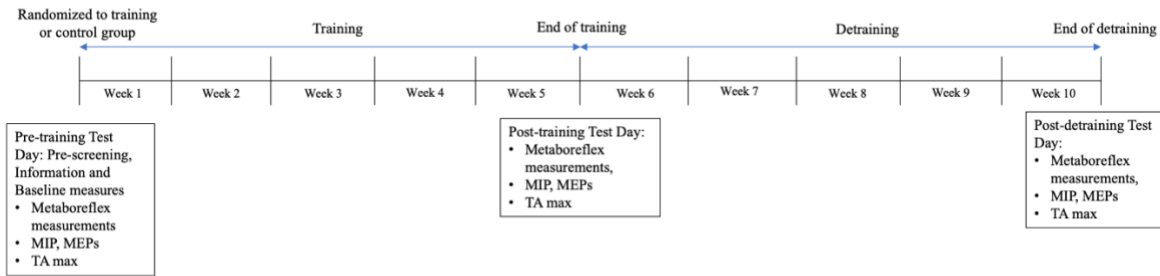 Randomized to training
or control group
Training
End of training
Detraining
End of detraining
Week 1
Week 2
Week 3
Week 4
Week 5
Week 6
Week 7
Week 8
Week 9
Week 10
Pre-training Test
Day: Pre-screening,
Information and
Baseline measures
• Metaboreflex
measurements
• MIP, MEPs
• TA max
Post-training Test Day:
• Metaboreflex
measurements,
• MIP, MEPs
• TA max
Post-detraining Test
Day:
• Metaboreflex
measurements,
• MIP, MEPs
• TA max